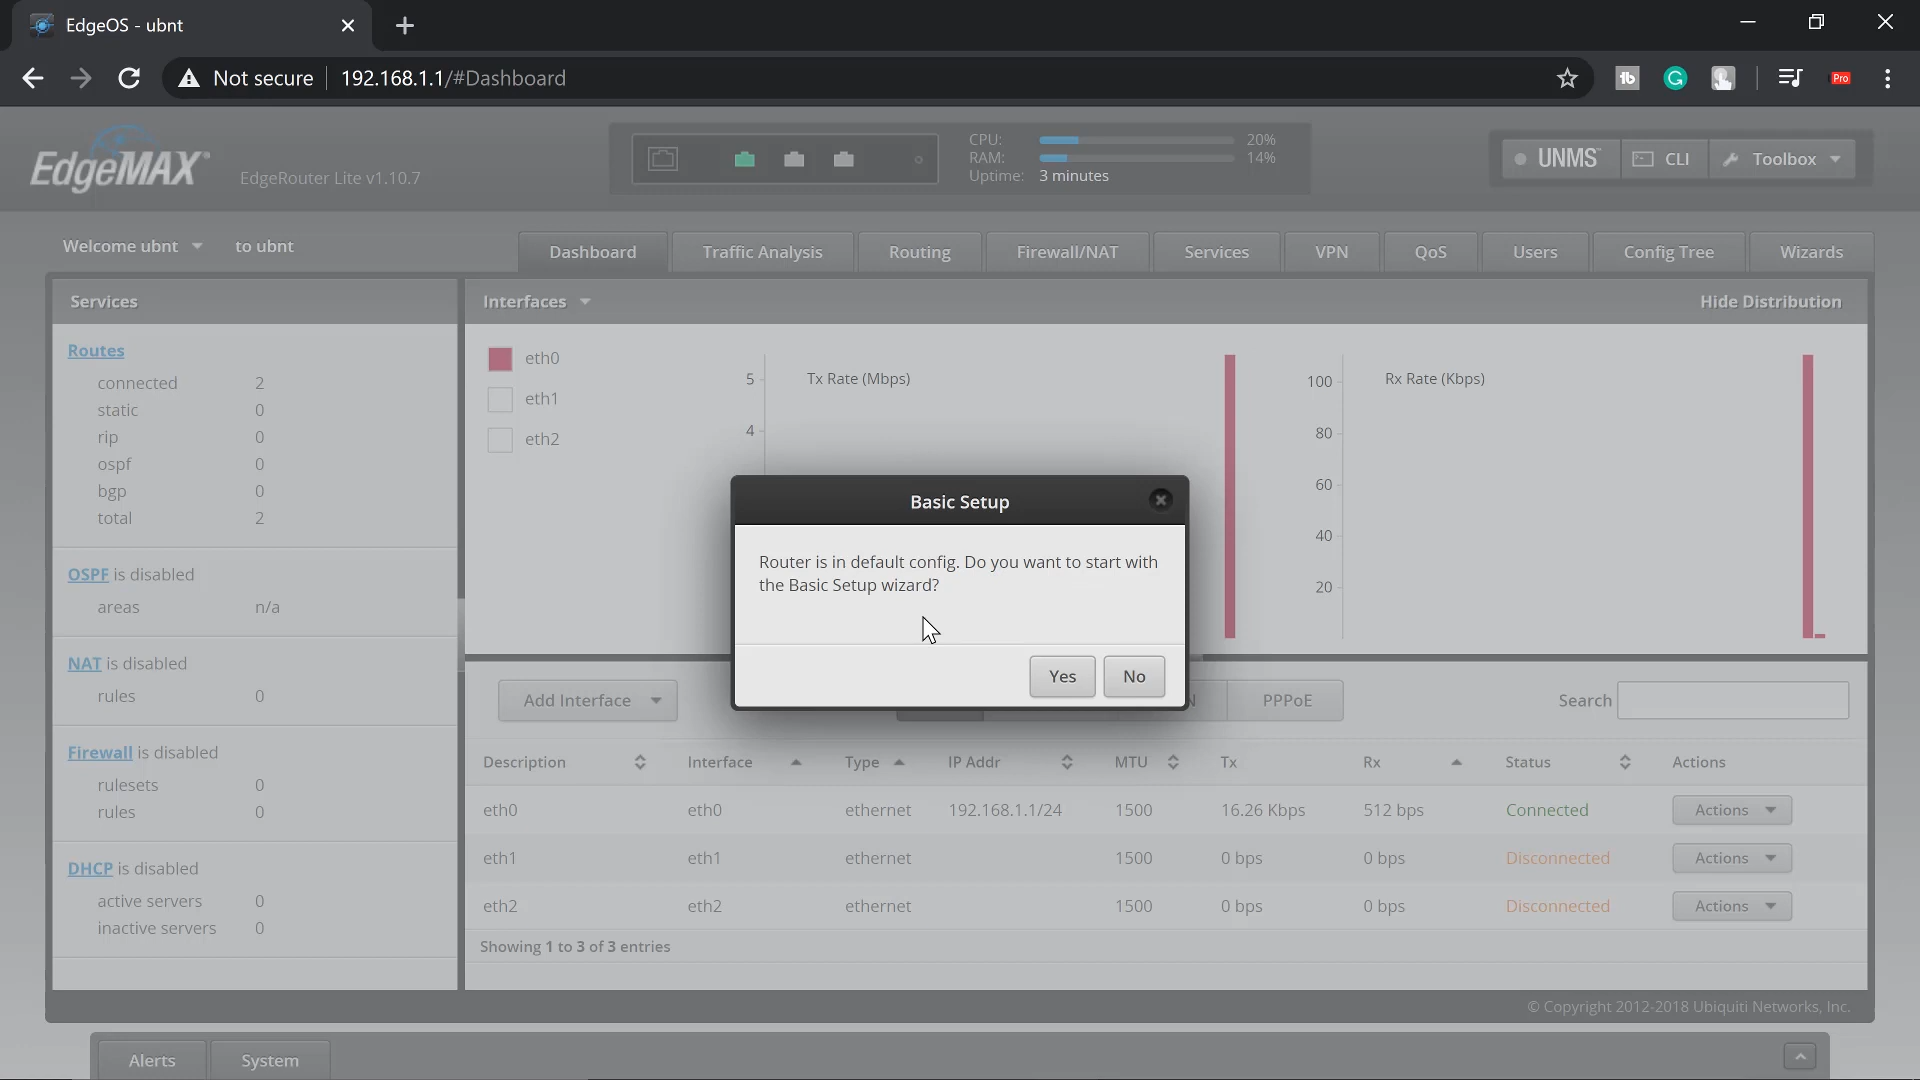 EdgeOS - ubnt
Not secure 192.168.1.1/#Dashboard
Pro
EdgeMAX
EdgeRouter Lite v1.10.7
CPU: 20%
RAM: 14%
Uptime: 3 minutes
UNMS
CLI
Toolbox
Welcome ubnt to ubnt
Dashboard
Traffic Analysis
Routing
Firewall/NAT
Services
VPN
QoS
Users
Config Tree
Wizards
Services
Routes
connected 2
static 0
rip 0
ospf 0
bgp 0
total 2
OSPF is disabled
areas n/a
NAT is disabled
rules 0
Firewall is disabled
rulesets 0
rules 0
DHCP is disabled
active servers 0
inactive servers 0
Interfaces
Hide Distribution
eth0
eth1
eth2
Tx Rate (Mbps)
5
4
Rx Rate (Kbps)
100
80
60
40
20
Basic Setup
Router is in default config. Do you want to start with
the Basic Setup wizard?
Yes
No
Add Interface
PPPoE
Search
Description Interface Type IP Addr MTU Tx Rx Status Actions
eth0 eth0 ethernet 192.168.1.1/24 1500 16.26 Kbps 512 bps Connected Actions
eth1 eth1 ethernet 1500 0 bps 0 bps Disconnected Actions
eth2 eth2 ethernet 1500 0 bps 0 bps Disconnected Actions
Showing 1 to 3 of 3 entries
© Copyright 2012-2018 Ubiquiti Networks, Inc.
Alerts
System